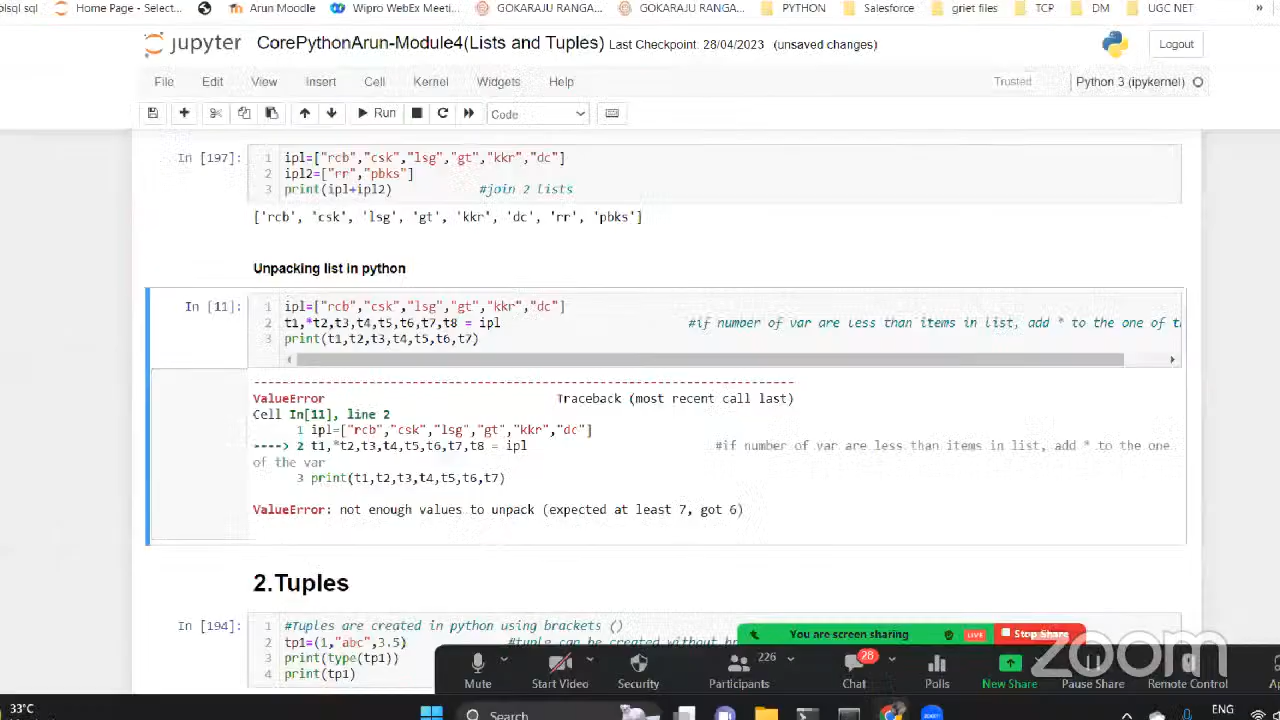 plsql sql Home Page - Select... Arun Moodle Wipro WebEx Meeti... GOKARAJU RANGA... GOKARAJU RANGA... PYTHON Salesforce griet files TCP DM UGC NET »
jupyter CorePythonArun-Module4(Lists and Tuples) Last Checkpoint: 28/04/2023 (unsaved changes) Logout
File Edit View Insert Cell Kernel Widgets Help Trusted Python 3 (ipykernel)
Run Code
In [197]: 1 ipl=["rcb","csk","lsg","gt","kkr","dc"]
2 ipl2=["rr","pbks"]
3 print(ipl+ipl2) #join 2 lists
['rcb', 'csk', 'lsg', 'gt', 'kkr', 'dc', 'rr', 'pbks']
Unpacking list in python
In [11]: 1 ipl=["rcb","csk","lsg","gt","kkr","dc"]
2 t1,*t2,t3,t4,t5,t6,t7,t8 = ipl #if number of var are less than items in list, add * to the one of t
3 print(t1,t2,t3,t4,t5,t6,t7)
---------------------------------------------------------------------------
ValueError Traceback (most recent call last)
Cell In[11], line 2
1 ipl=["rcb","csk","lsg","gt","kkr","dc"]
----> 2 t1,*t2,t3,t4,t5,t6,t7,t8 = ipl #if number of var are less than items in list, add * to the one
of the var
3 print(t1,t2,t3,t4,t5,t6,t7)
ValueError: not enough values to unpack (expected at least 7, got 6)
2.Tuples
In [194]: 1 #Tuples are created in python using brackets ()
2 tp1=(1,"abc",3.5) #tuple can be created without br
3 print(type(tp1))
4 print(tp1)
You are screen sharing LIVE Stop Share
zoom
226 28
Mute Start Video Security Participants Chat Polls New Share Pause Share Remote Control
33°C Search ENG